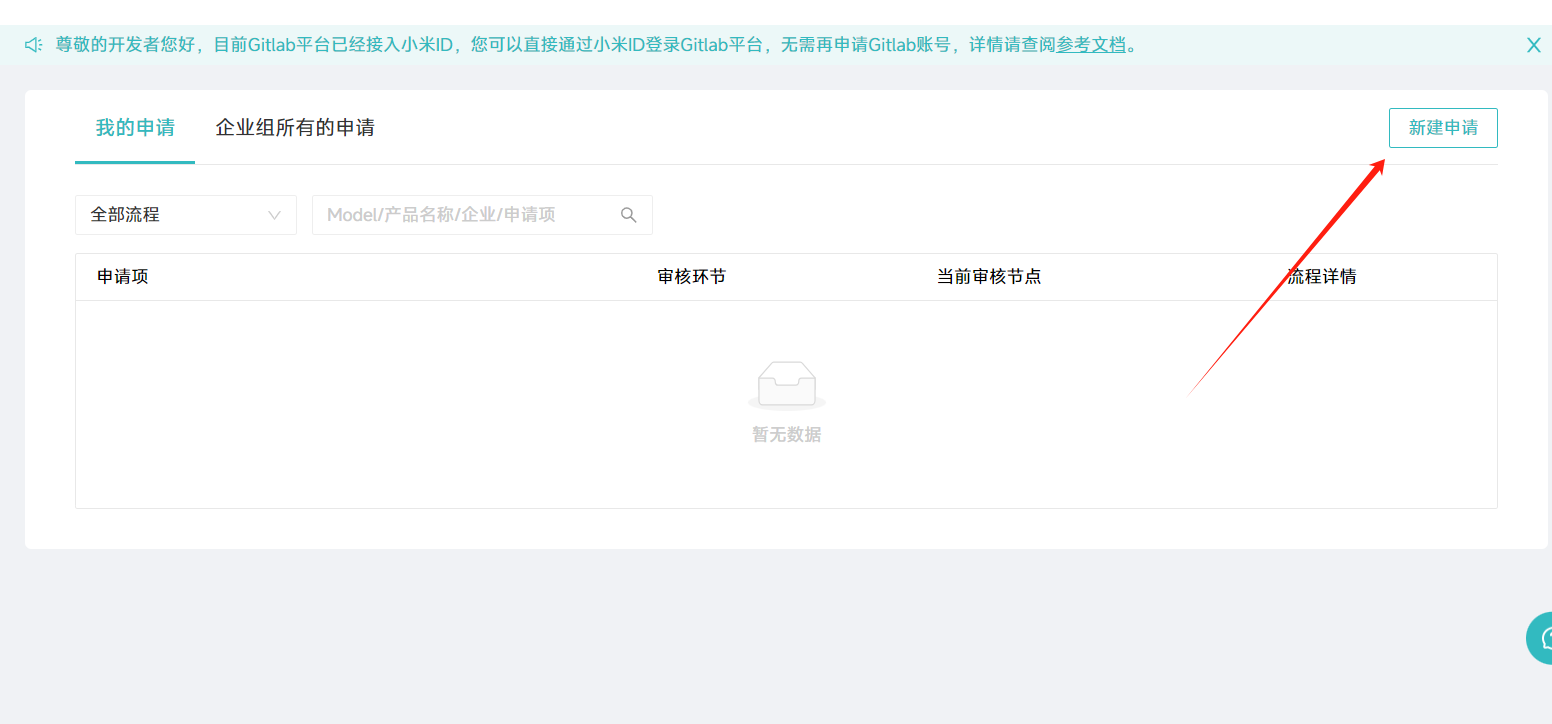 尊敬的开发者您好，目前Gitlab平台已经接入小米ID，您可以直接通过小米ID登录Gitlab平台，无需再申请Gitlab账号，详情请查阅参考文档。
我的申请 企业组所有的申请 新建申请
全部流程 Model/产品名称/企业/申请项
申请项 审核环节 当前审核节点 流程详情
暂无数据